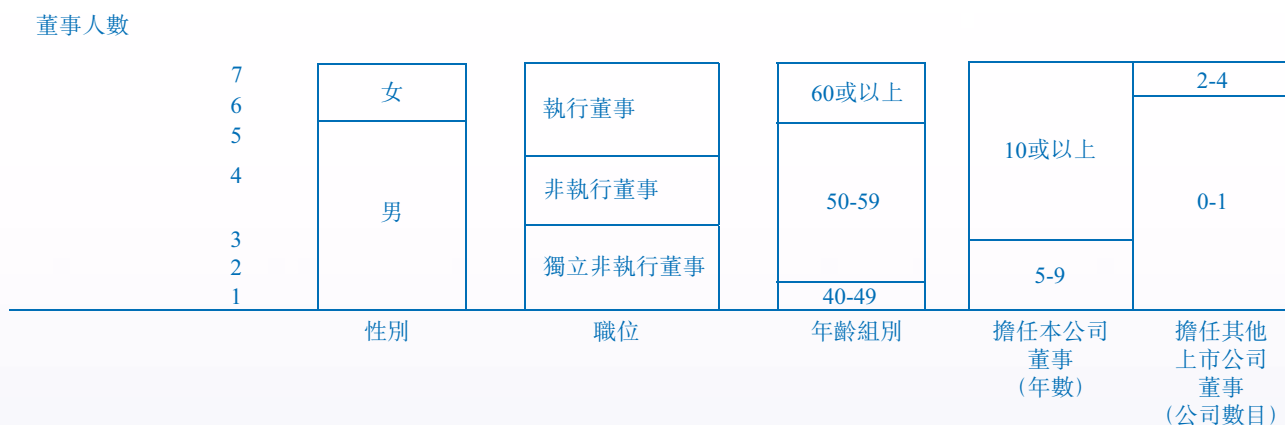 董事人數
7
6
5
4
3
2
1
女
男
執行董事
非執行董事
獨立非執行董事
60或以上
50-59
40-49
10或以上
5-9
2-4
0-1
性別
職位
年齡組別
擔任本公司
董事
（年數）
擔任其他
上市公司
董事
（公司數目）